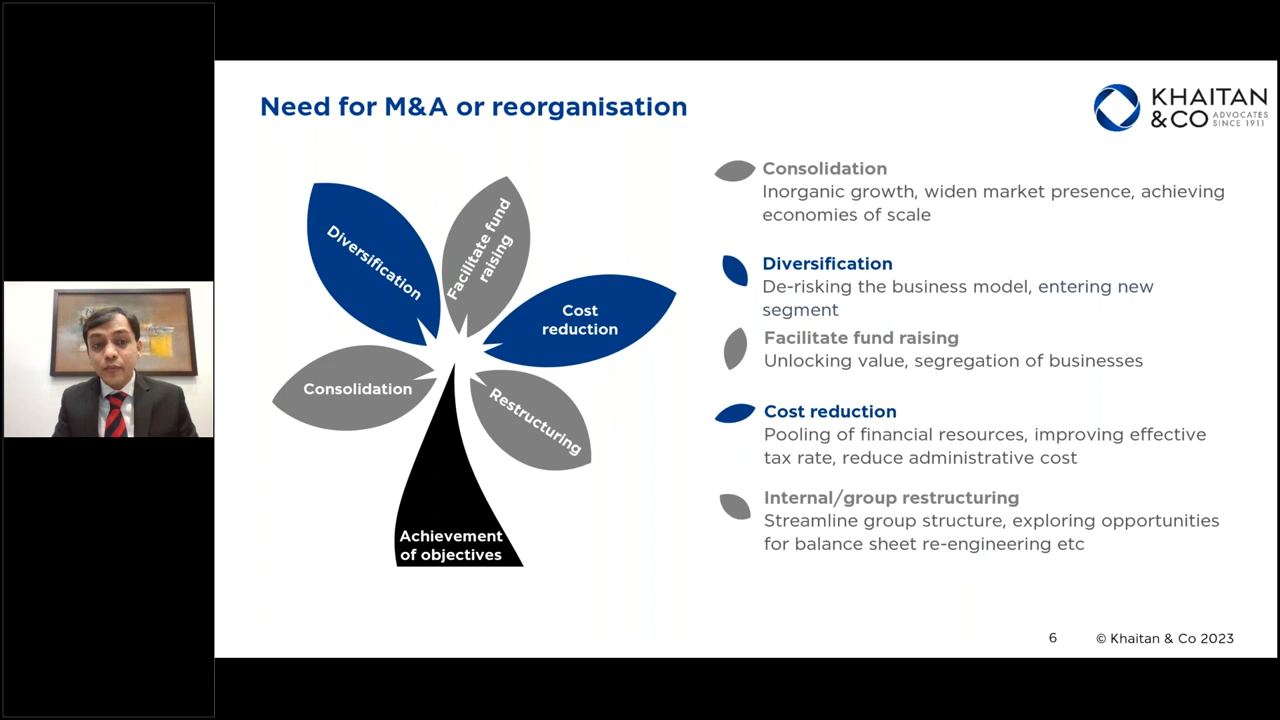 Need for M&A or reorganisation
KHAITAN
&CO
ADVOCATES
SINCE 1911
Diversification
Facilitate fund
raising
Cost
reduction
Consolidation
Restructuring
Achievement
of objectives
Consolidation
Inorganic growth, widen market presence, achieving
economies of scale
Diversification
De-risking the business model, entering new
segment
Facilitate fund raising
Unlocking value, segregation of businesses
Cost reduction
Pooling of financial resources, improving effective
tax rate, reduce administrative cost
Internal/group restructuring
Streamline group structure, exploring opportunities
for balance sheet re-engineering etc
6
© Khaitan & Co 2023